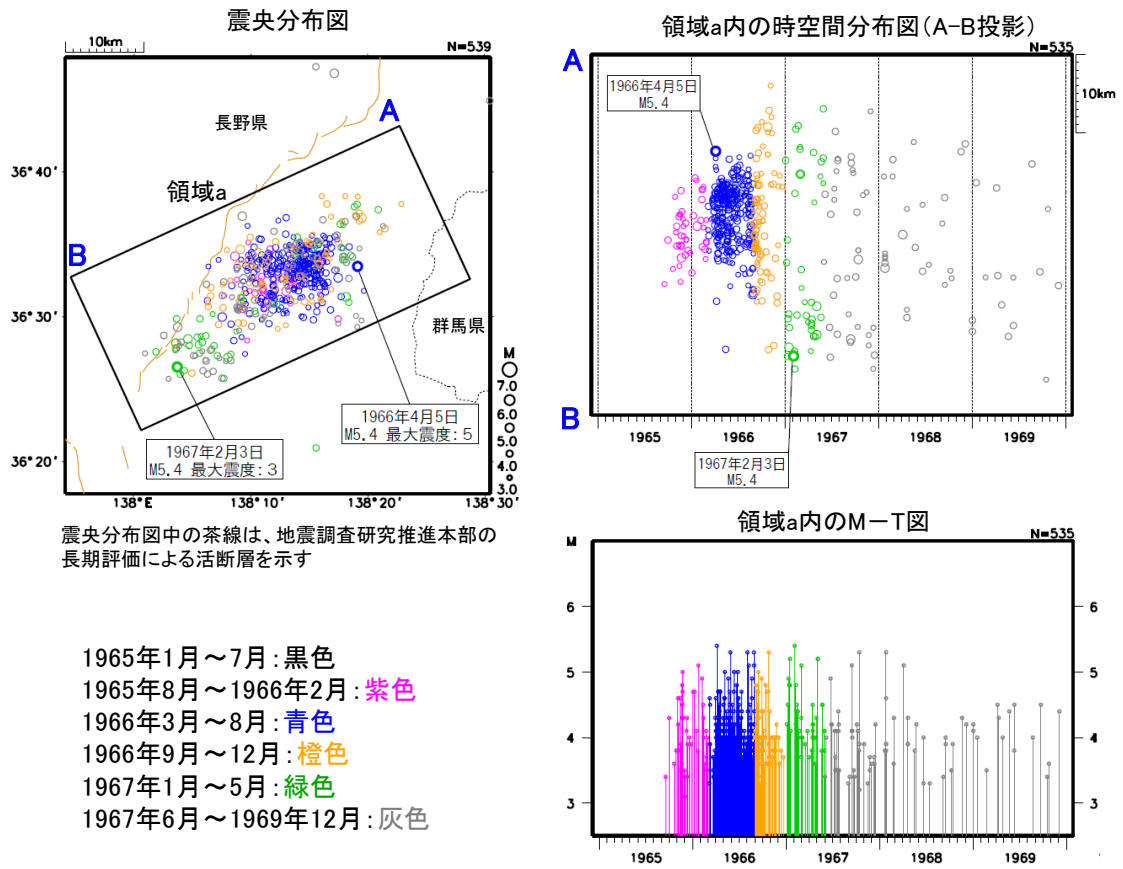 震央分布図
10km
N=539
A
長野県
36°40′
領域a
B
36°30′
群馬県
M
7.0
6.0
5.0
4.0
3.0
1966年4月5日
M5.4 最大震度:5
1967年2月3日
M5.4 最大震度:3
36°20′
138°E
138°10′
138°20′
138°30′
震央分布図中の茶線は、地震調査研究推進本部の
長期評価による活断層を示す
1965年1月~7月:黒色
1965年8月~1966年2月:紫色
1966年3月~8月:青色
1966年9月~12月:橙色
1967年1月~5月:緑色
1967年6月~1969年12月:灰色
領域a内の時空間分布図(A-B投影)
N=535
A
10km
1966年4月5日
M5.4
B
1965 1966 1967 1968 1969
1967年2月3日
M5.4
領域a内のM-T図
M
N=535
6 6
5 5
4 4
3 3
1965 1966 1967 1968 1969